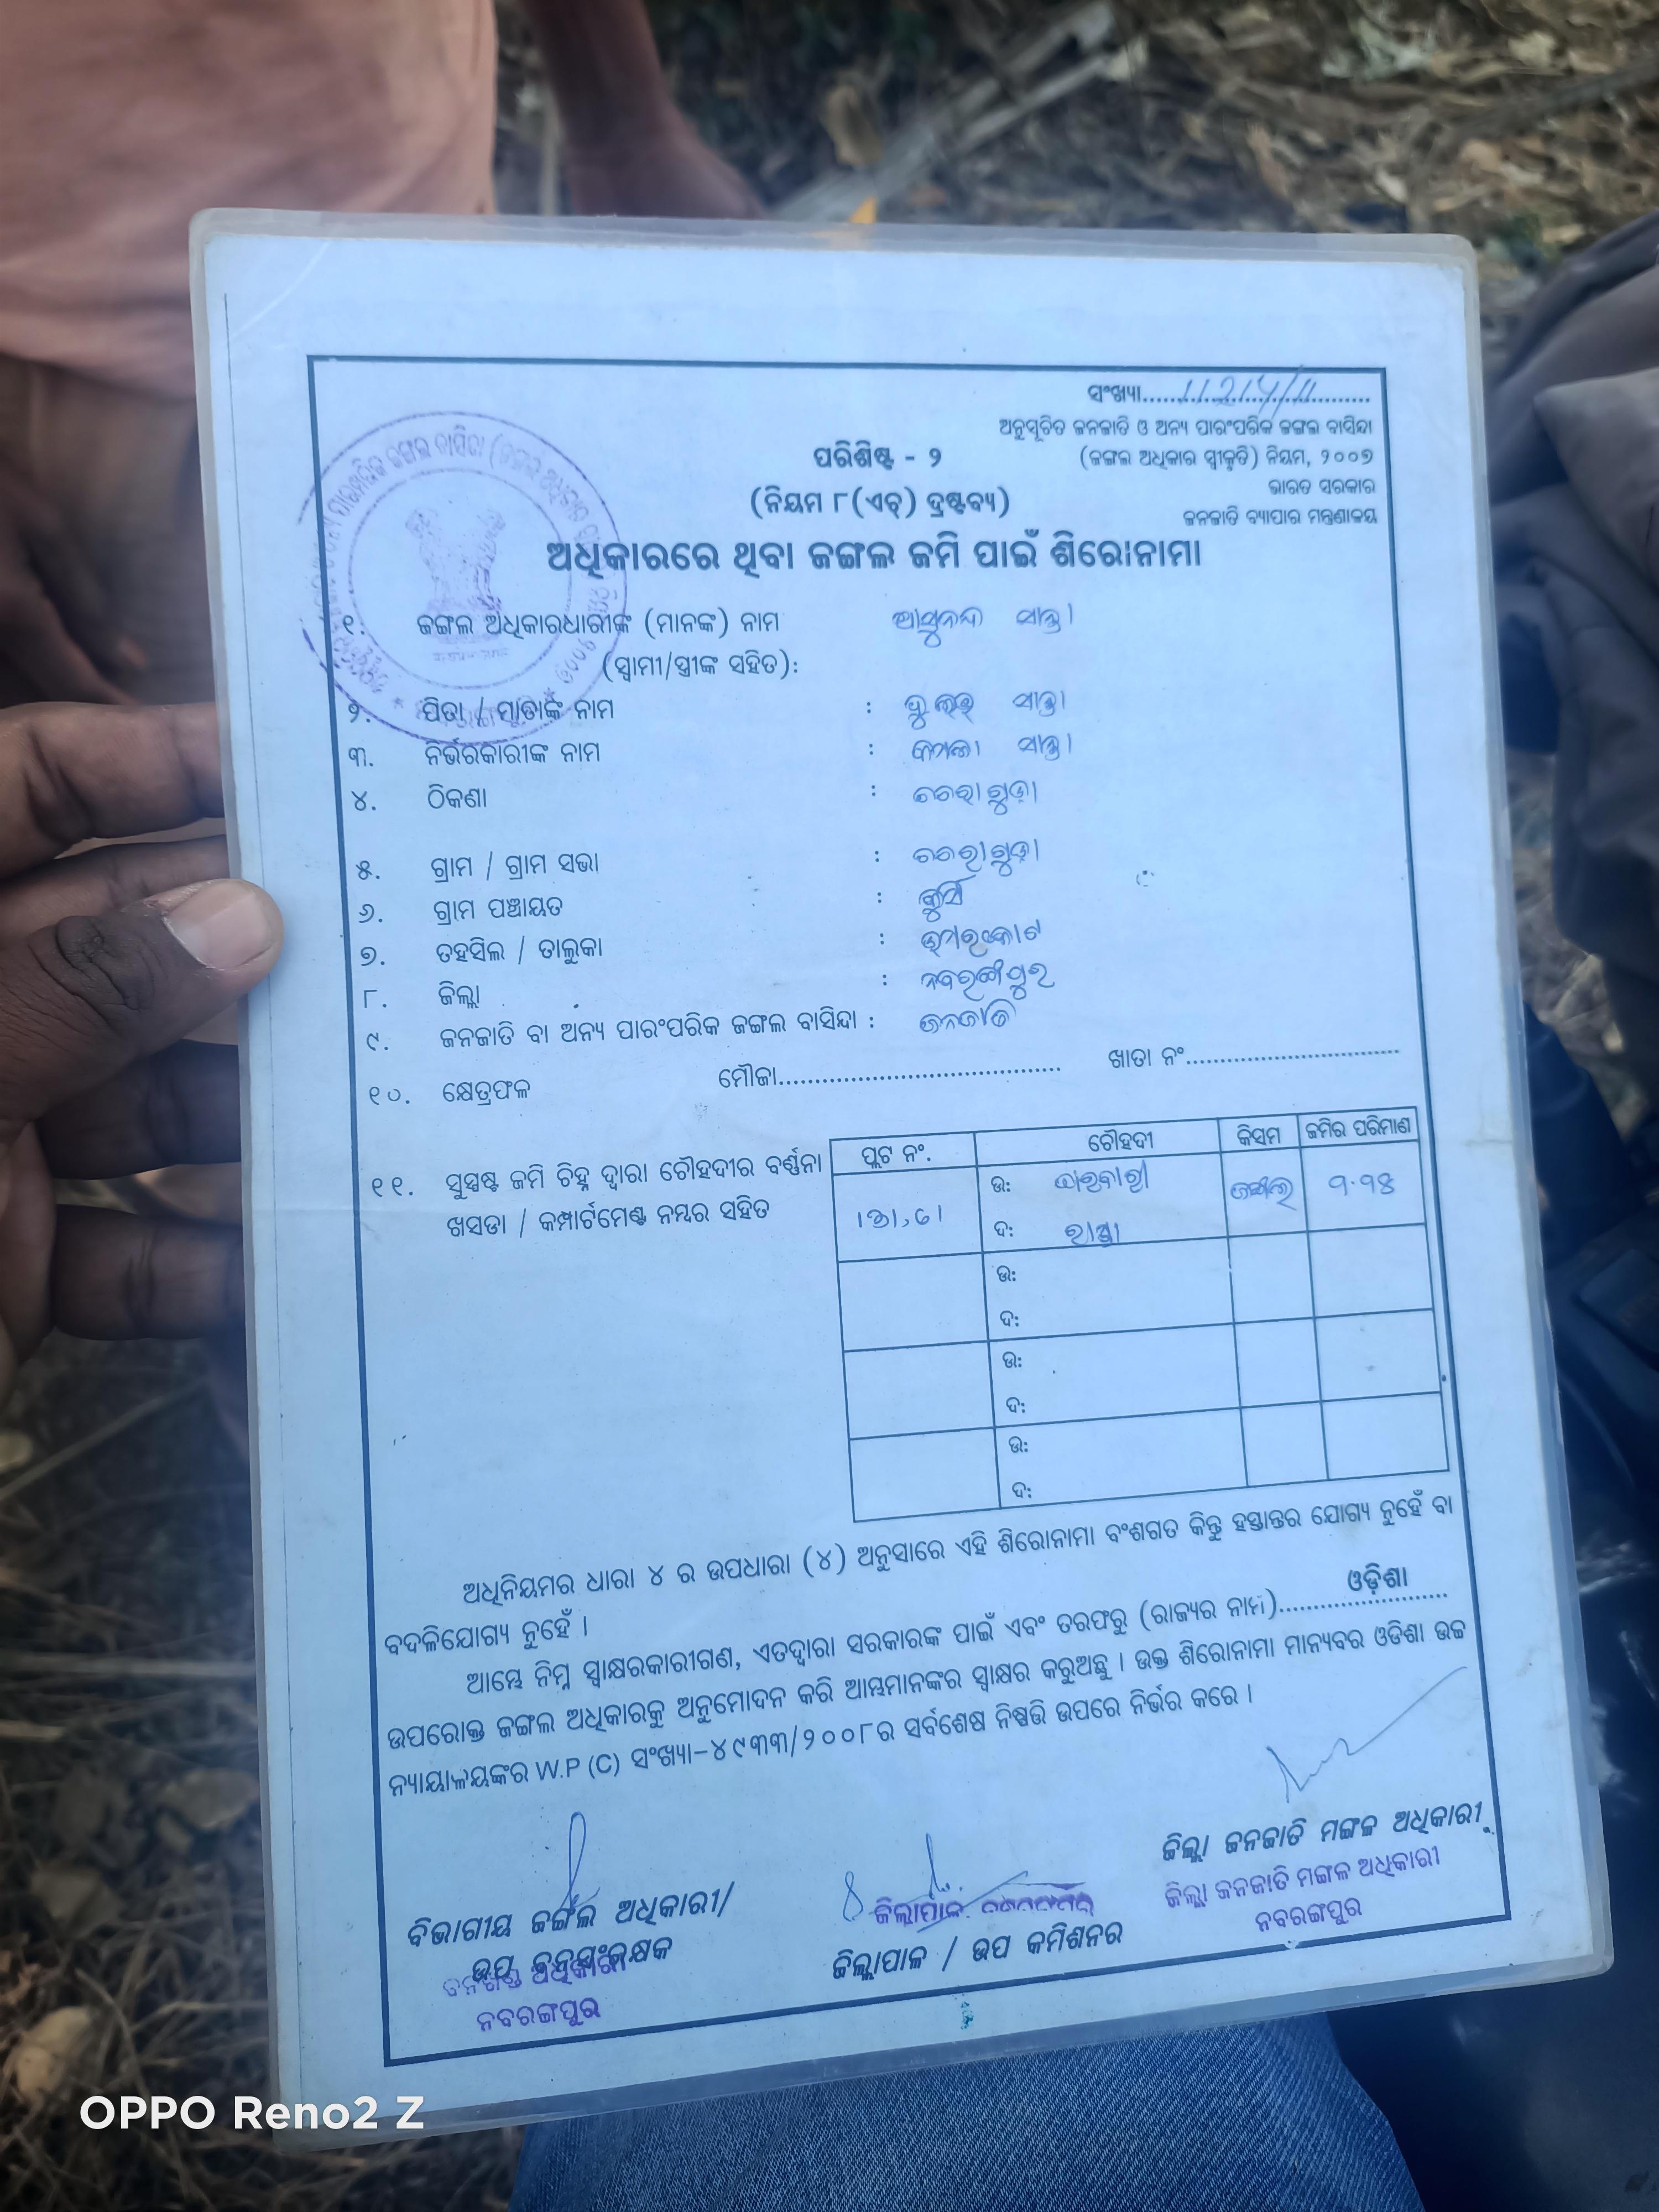 ସଂଖ୍ୟା
ଅନୁସୂଚିତ ଜନଜାତି ଓ ଅନ୍ୟ ପାରଂପରିକ ଜଙ୍ଗଲ ବାସିନ୍ଦା
(ଜଙ୍ଗଲ ଅଧିକାର ସ୍ୱୀକୃତି) ନିୟମ, ୨୦୦୭
ଭାରତ ସରକାର
ଜନଜାତି ବ୍ୟାପାର ମନ୍ତ୍ରଣାଳୟ
ପରିଶିଷ୍ଟ - ୨
(ନିୟମ ୮(ଏଚ୍) ଦ୍ରଷ୍ଟବ୍ୟ)
ଅଧିକାରରେ ଥିବା ଜଙ୍ଗଲ ଜମି ପାଇଁ ଶିରୋନାମା
୧. ଜଙ୍ଗଲ ଅଧିକାରଧାରୀଙ୍କ (ମାନଙ୍କ) ନାମ
(ସ୍ୱାମୀ/ସ୍ତ୍ରୀଙ୍କ ସହିତ):
୨. ପିତା / ମାତାଙ୍କ ନାମ :
୩. ନିର୍ଭରକାରୀଙ୍କ ନାମ :
୪. ଠିକଣା :
୫. ଗ୍ରାମ / ଗ୍ରାମ ସଭା :
୬. ଗ୍ରାମ ପଞ୍ଚାୟତ :
୭. ତହସିଲ / ତାଲୁକା : ଉମରକୋଟ
୮. ଜିଲ୍ଲା : ନବରଙ୍ଗପୁର
୯. ଜନଜାତି ବା ଅନ୍ୟ ପାରଂପରିକ ଜଙ୍ଗଲ ବାସିନ୍ଦା : ଜନଜାତି
୧୦. କ୍ଷେତ୍ରଫଳ ମୌଜା ଖାତା ନଂ
୧୧. ସୁସ୍ପଷ୍ଟ ଜମି ଚିହ୍ନ ଦ୍ୱାରା ଚୌହଦୀର ବର୍ଣ୍ଣନା
ଖସଡା / କମ୍ପାର୍ଟମେଣ୍ଟ ନମ୍ବର ସହିତ
ପ୍ଲଟ ନଂ. ଚୌହଦୀ କିସମ ଜମିର ପରିମାଣ
ଉ: ଜଙ୍ଗଲ
ଦ: ରାସ୍ତା
ଉ:
ଦ:
ଉ:
ଦ:
ଉ:
ଦ:
ଅଧିନିୟମର ଧାରା ୪ ର ଉପଧାରା (୪) ଅନୁସାରେ ଏହି ଶିରୋନାମା ବଂଶଗତ କିନ୍ତୁ ହସ୍ତାନ୍ତର ଯୋଗ୍ୟ ନୁହେଁ ବା
ବଦଳିଯୋଗ୍ୟ ନୁହେଁ ।
ଆମ୍ଭେ ନିମ୍ନ ସ୍ୱାକ୍ଷରକାରୀଗଣ, ଏତଦ୍ୱାରା ସରକାରଙ୍କ ପାଇଁ ଏବଂ ତରଫରୁ (ରାଜ୍ୟର ନାମ) ଓଡ଼ିଶା
ଉପରୋକ୍ତ ଜଙ୍ଗଲ ଅଧିକାରକୁ ଅନୁମୋଦନ କରି ଆମ୍ଭମାନଙ୍କର ସ୍ୱାକ୍ଷର କରୁଅଛୁ । ଉକ୍ତ ଶିରୋନାମା ମାନ୍ୟବର ଓଡିଶା ଉଚ୍ଚ
ନ୍ୟାୟାଳୟଙ୍କର W.P (C) ସଂଖ୍ୟା-୪୯୩୩/୨୦୦୮ର ସର୍ବଶେଷ ନିଷ୍ପତ୍ତି ଉପରେ ନିର୍ଭର କରେ ।
ବିଭାଗୀୟ ଜଙ୍ଗଲ ଅଧିକାରୀ/
ଉପ ବନସଂରକ୍ଷକ
ବନଖଣ୍ଡ ଅଧିକାରୀ
ନବରଙ୍ଗପୁର
ଜିଲ୍ଲାପାଳ
ଜିଲ୍ଲାପାଳ / ଉପ କମିଶନର
ଜିଲ୍ଲା ଜନଜାତି ମଙ୍ଗଳ ଅଧିକାରୀ
ଜିଲ୍ଲା ଜନଜାତି ମଙ୍ଗଳ ଅଧିକାରୀ
ନବରଙ୍ଗପୁର
OPPO Reno2 Z